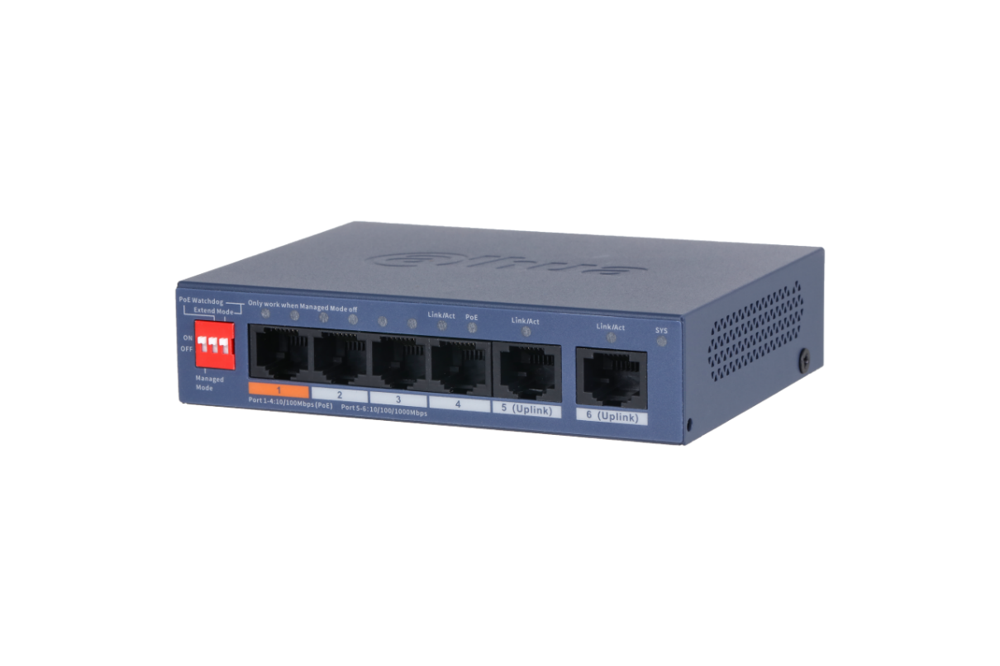 alhua
PoE Watchdog
Extend Mode
Only work when Managed Mode off
Link/Act
PoE
Link/Act
Link/Act
SYS
ON
OFF
Managed
Mode
1
2
3
4
5 (Uplink)
6 (Uplink)
Port 1-4:10/100Mbps(PoE)
Port 5-6:10/100/1000Mbps